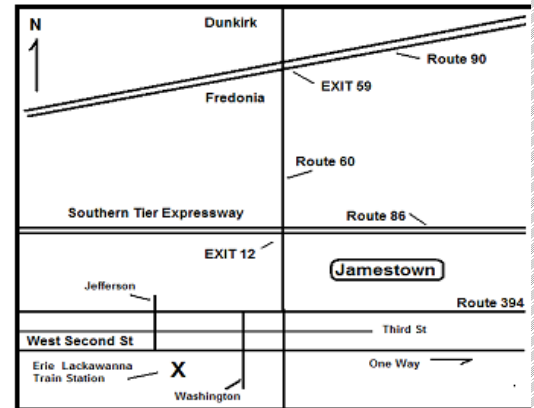 N
Dunkirk
Route 90
EXIT 59
Fredonia
Route 60
Southern Tier Expressway
Route 86
EXIT 12
Jamestown
Jefferson
Route 394
Third St
West Second St
One Way
Erie Lackawanna
Train Station
X
Washington